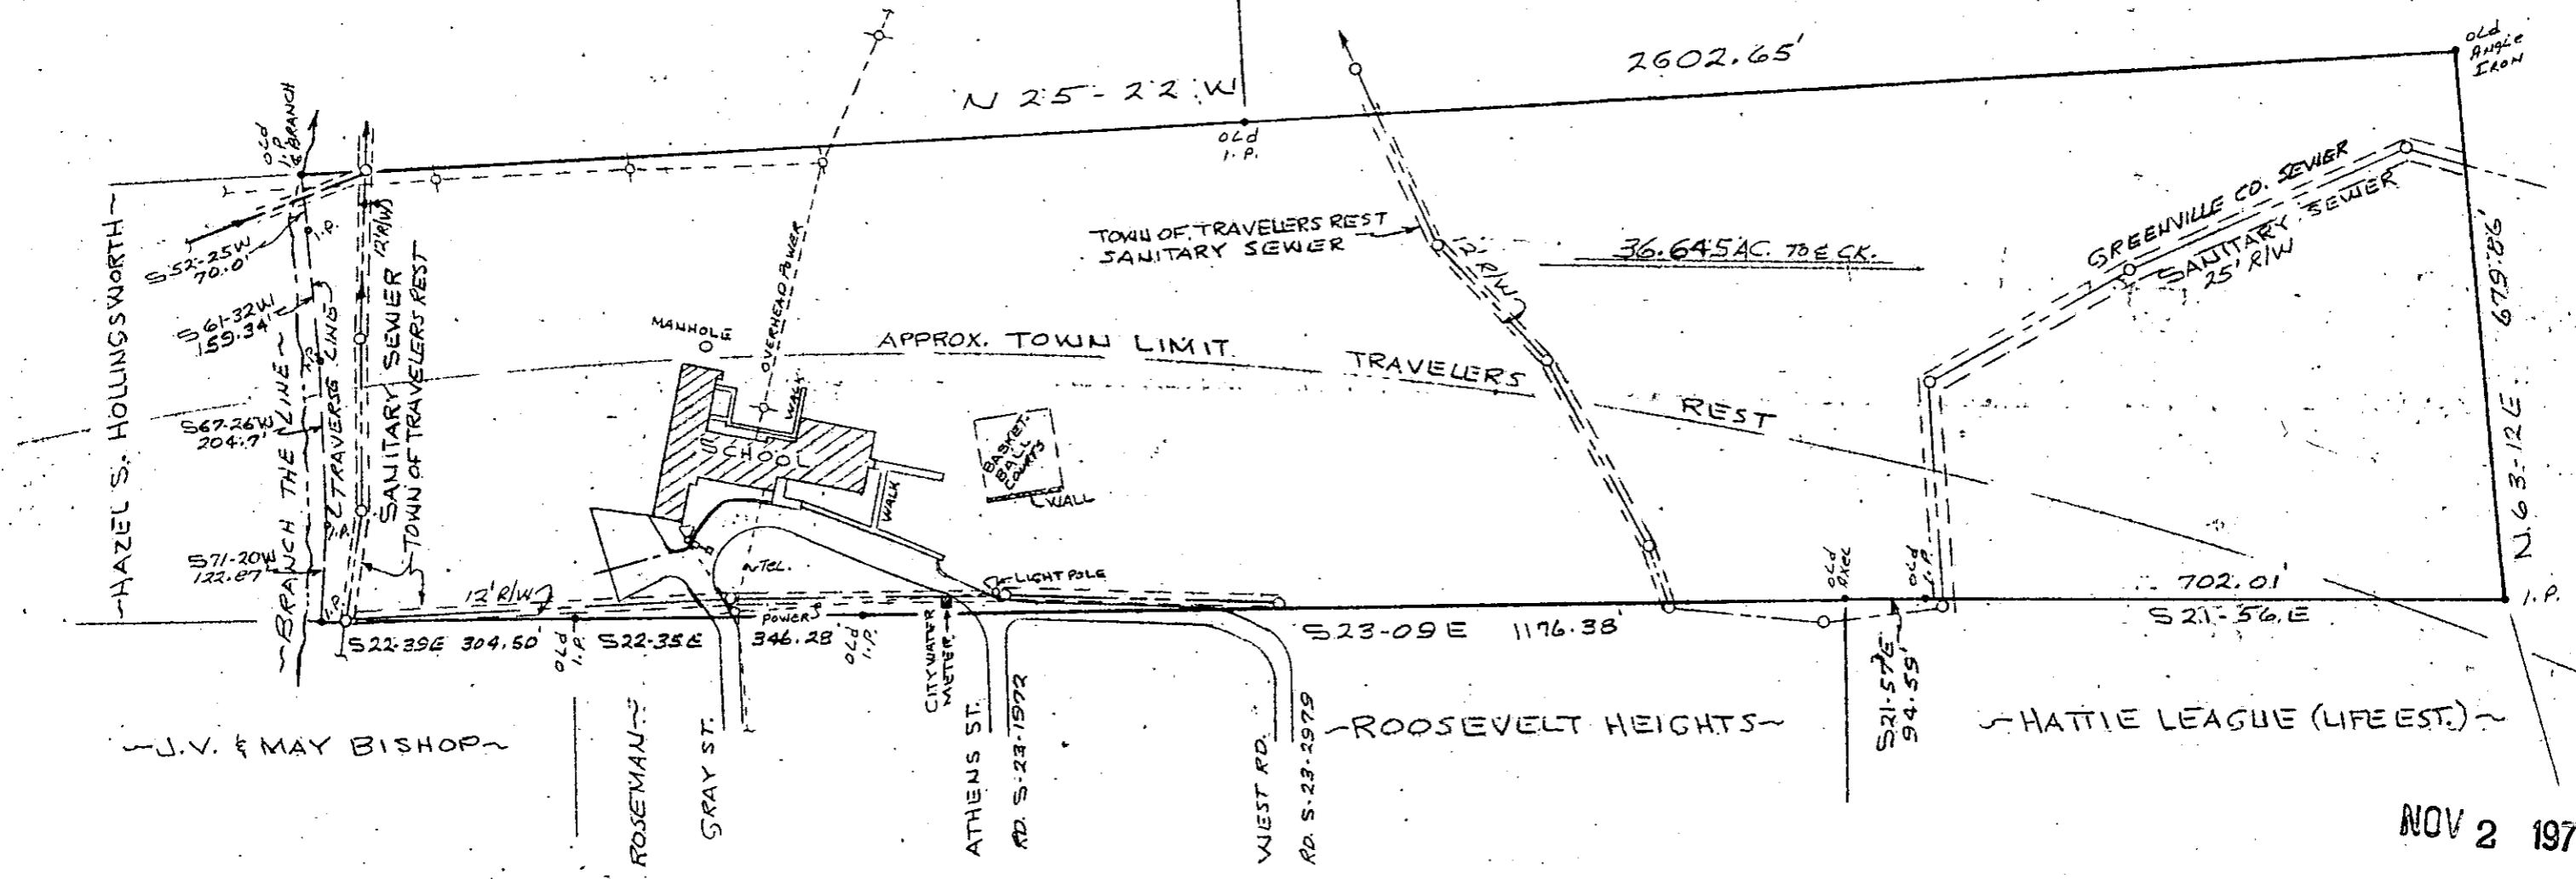 2602.65'
N 25-22 W
OLd
ANGLE
IRON
OLd
I.P.
OLd
I.P.
& BRANCH
~HAZEL S. HOLLINGSWORTH~
S52-25W
70.0'
S61-32W
159.34'
S67-26W
204.7'
S71-20W
122.87'
~BRANCH THE LINE~
TRAVERSE LINE
I.P.
I.P.
I.P.
I.P.
12' R/W
SANITARY SEWER
TOWN OF TRAVELERS REST
MANHOLE
OVERHEAD POWER
WALK
SCHOOL
WALK
BASKET-
BALL
COURTS
WALL
APPROX. TOWN LIMIT
TRAVELERS
REST
TOWN OF TRAVELERS REST
SANITARY SEWER
12' R/W
36.645 AC. TO ℄ CK.
GREENVILLE CO. SEWER
SANITARY SEWER
25' R/W
679.86'
N.63-12E
I.P.
TEL.
LIGHT POLE
12' R/W
POWER
S22-39E 304.50'
OLd
I.P.
S22-35E 346.28'
OLd
I.P.
CITY WATER
METER
S23-09E 1176.38'
OLd
AXEL
OLd
I.P.
702.01'
S21-56.E
S21-57E
94.55'
~J.V. & MAY BISHOP~
ROSEMAN~
GRAY ST.
ATHENS ST.
RD. S-23-1972
WEST RD.
RD. S-23-2979
~ROOSEVELT HEIGHTS~
~HATTIE LEAGUE (LIFE EST.)~
NOV 2 197